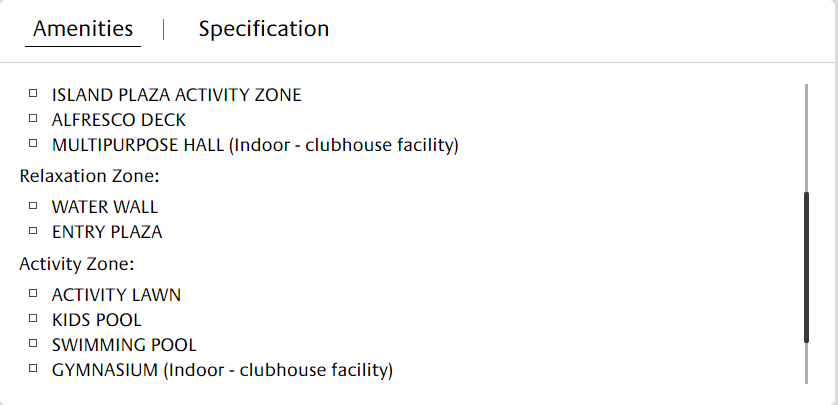 Amenities | Specification
ISLAND PLAZA ACTIVITY ZONE
ALFRESCO DECK
MULTIPURPOSE HALL (Indoor - clubhouse facility)
Relaxation Zone:
WATER WALL
ENTRY PLAZA
Activity Zone:
ACTIVITY LAWN
KIDS POOL
SWIMMING POOL
GYMNASIUM (Indoor - clubhouse facility)